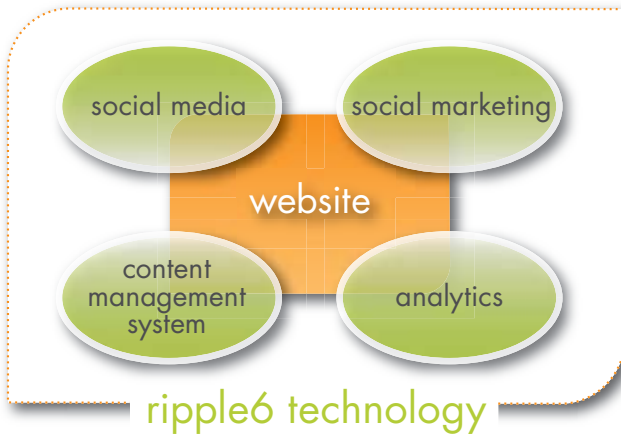 social media
social marketing
website
content
management
system
analytics
ripple6 technology